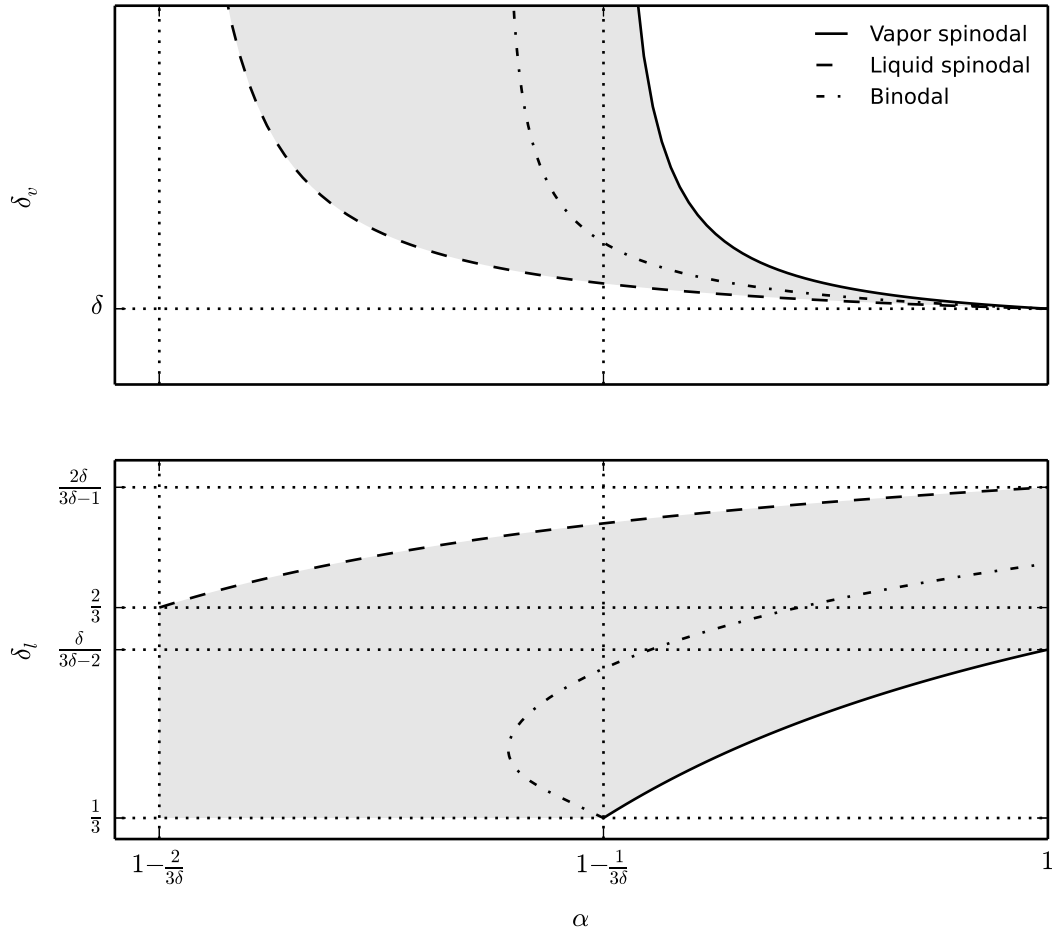 Vapor spinodal
Liquid spinodal
Binodal
δ_v
δ
2δ/(3δ−1)
2/3
δ/(3δ−2)
δ_l
1/3
1−2/(3δ)
1−1/(3δ)
1
α